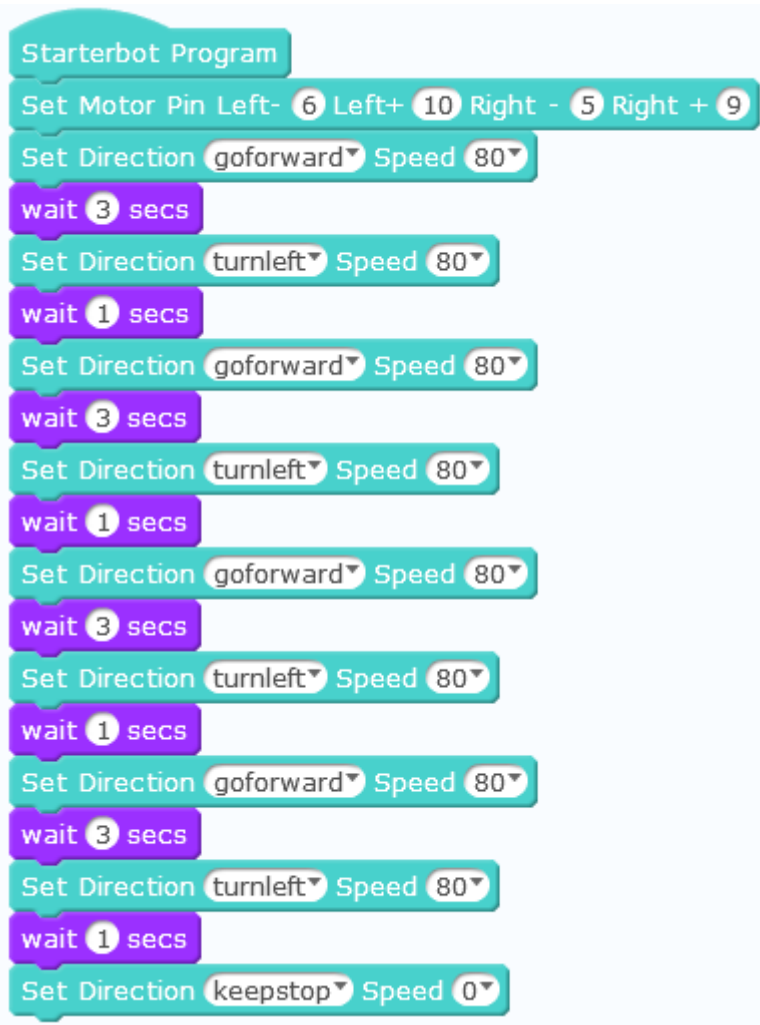 Starterbot Program
Set Motor Pin Left- 6 Left+ 10 Right - 5 Right + 9
Set Direction goforward Speed 80
wait 3 secs
Set Direction turnleft Speed 80
wait 1 secs
Set Direction goforward Speed 80
wait 3 secs
Set Direction turnleft Speed 80
wait 1 secs
Set Direction goforward Speed 80
wait 3 secs
Set Direction turnleft Speed 80
wait 1 secs
Set Direction goforward Speed 80
wait 3 secs
Set Direction turnleft Speed 80
wait 1 secs
Set Direction keepstop Speed 0